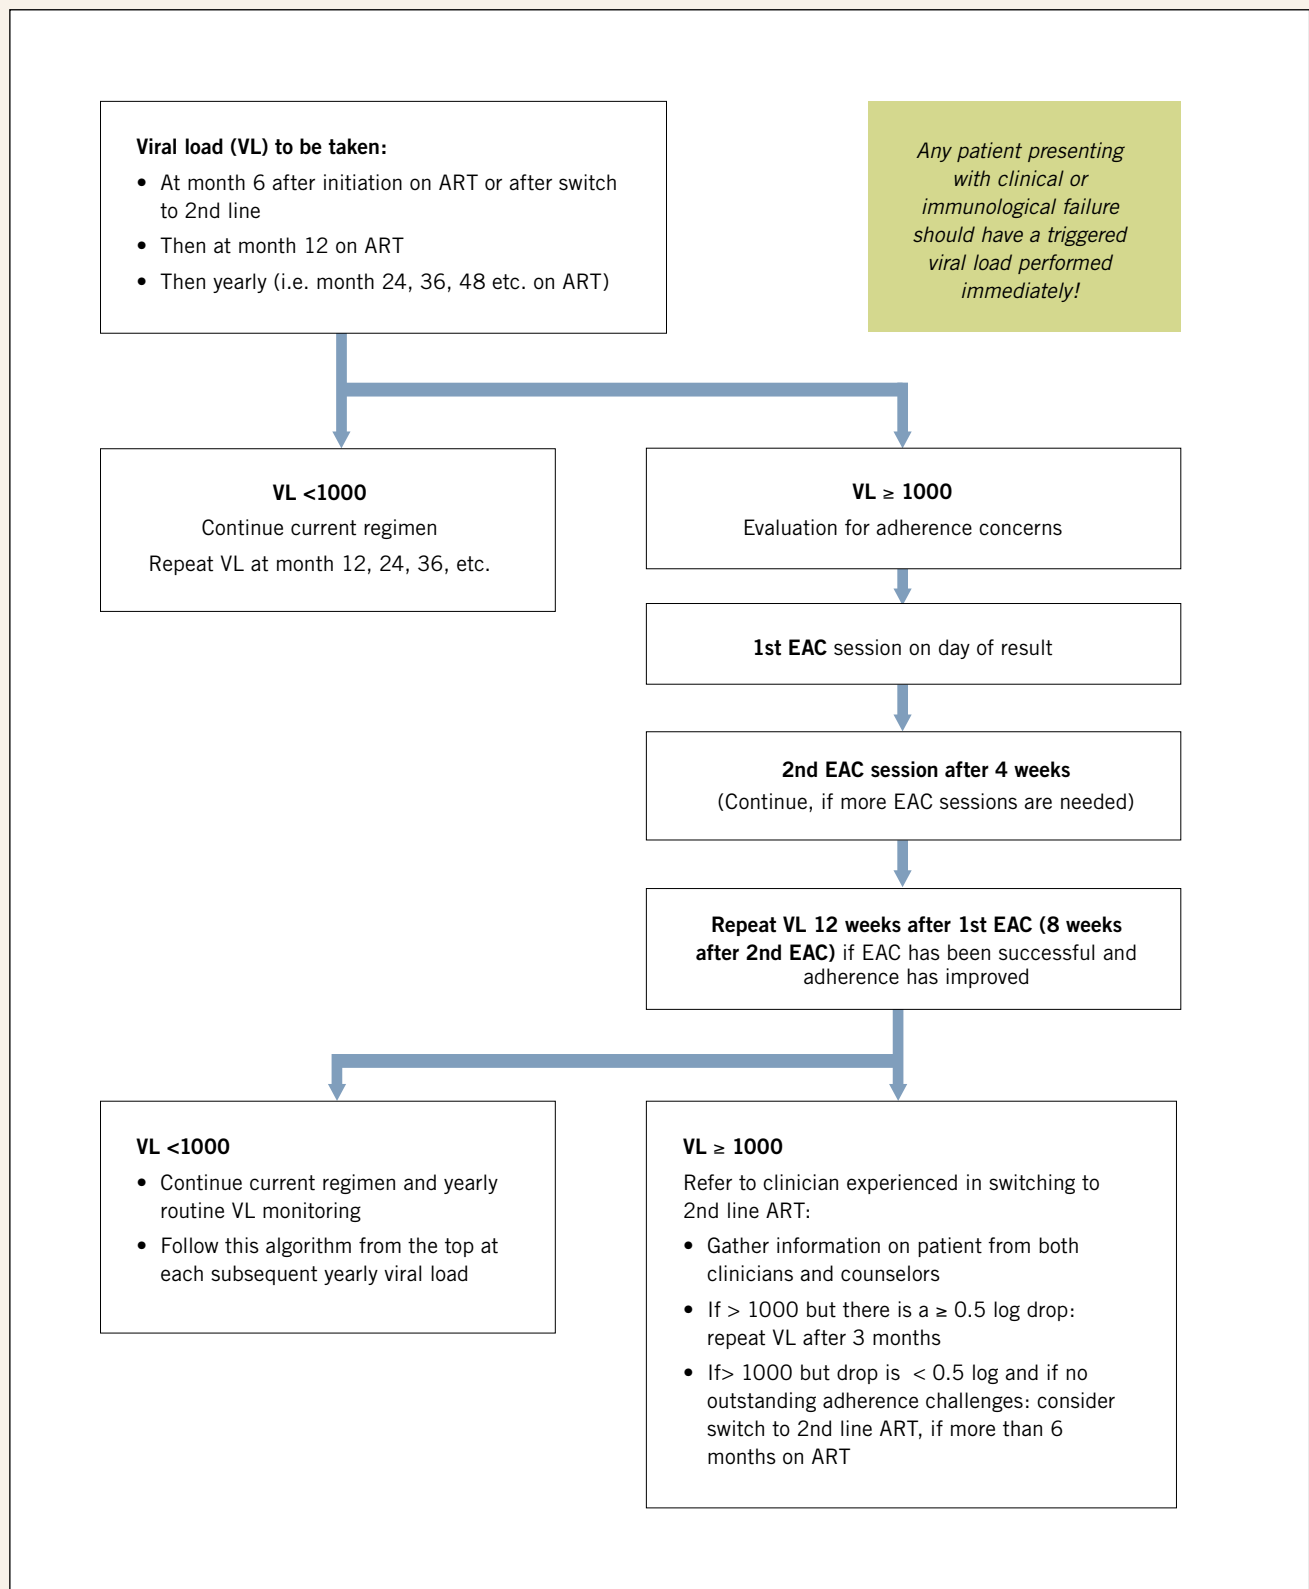 Viral load (VL) to be taken:
• At month 6 after initiation on ART or after switch
to 2nd line
• Then at month 12 on ART
• Then yearly (i.e. month 24, 36, 48 etc. on ART)
Any patient presenting
with clinical or
immunological failure
should have a triggered
viral load performed
immediately!
VL <1000
Continue current regimen
Repeat VL at month 12, 24, 36, etc.
VL ≥ 1000
Evaluation for adherence concerns
1st EAC session on day of result
2nd EAC session after 4 weeks
(Continue, if more EAC sessions are needed)
Repeat VL 12 weeks after 1st EAC (8 weeks
after 2nd EAC) if EAC has been successful and
adherence has improved
VL <1000
• Continue current regimen and yearly
routine VL monitoring
• Follow this algorithm from the top at
each subsequent yearly viral load
VL ≥ 1000
Refer to clinician experienced in switching to
2nd line ART:
• Gather information on patient from both
clinicians and counselors
• If > 1000 but there is a ≥ 0.5 log drop:
repeat VL after 3 months
• If> 1000 but drop is < 0.5 log and if no
outstanding adherence challenges: consider
switch to 2nd line ART, if more than 6
months on ART